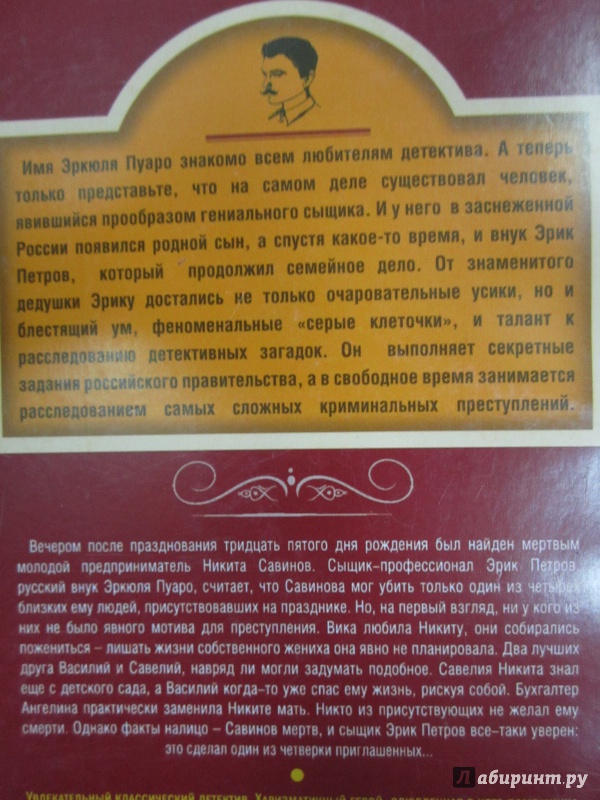 Имя Эркюля Пуаро знакомо всем любителям детектива. А теперь
только представьте, что на самом деле существовал человек,
явившийся прообразом гениального сыщика. И у него в заснеженной
России появился родной сын, а спустя какое-то время, и внук Эрик
Петров, который продолжил семейное дело. От знаменитого
дедушки Эрику достались не только очаровательные усики, но и
блестящий ум, феноменальные «серые клеточки», и талант к
расследованию детективных загадок. Он выполняет секретные
задания российского правительства, а в свободное время занимается
расследованием самых сложных криминальных преступлений.
Вечером после празднования тридцать пятого дня рождения был найден мертвым
молодой предприниматель Никита Савинов. Сыщик-профессионал Эрик Петров,
русский внук Эркюля Пуаро, считает, что Савинова мог убить только один из четырех
близких ему людей, присутствовавших на празднике. Но, на первый взгляд, ни у кого из
них не было явного мотива для преступления. Вика любила Никиту, они собирались
пожениться – лишать жизни собственного жениха она явно не планировала. Два лучших
друга Василий и Савелий, навряд ли могли задумать подобное. Савелия Никита знал
еще с детского сада, а Василий когда-то уже спас ему жизнь, рискуя собой. Бухгалтер
Ангелина практически заменила Никите мать. Никто из присутствующих не желал ему
смерти. Однако факты налицо – Савинов мертв, и сыщик Эрик Петров все-таки уверен:
это сделал один из четверки приглашенных...
Увлекательный классический детектив. Харизматичный герой,
Лабиринт.ру